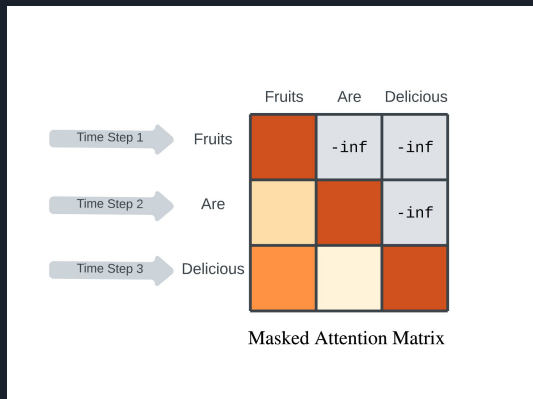 Fruits Are Delicious
Time Step 1 Fruits -inf -inf
Time Step 2 Are -inf
Time Step 3 Delicious
Masked Attention Matrix